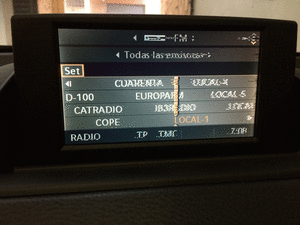 FM
Todas las emisoras
Set
CUARENTA LOCAL-4
D-100 EUROPA LOCAL-5
CATRADIO LOCAL
COPE LOCAL-1
RADIO TP TMC 7:08